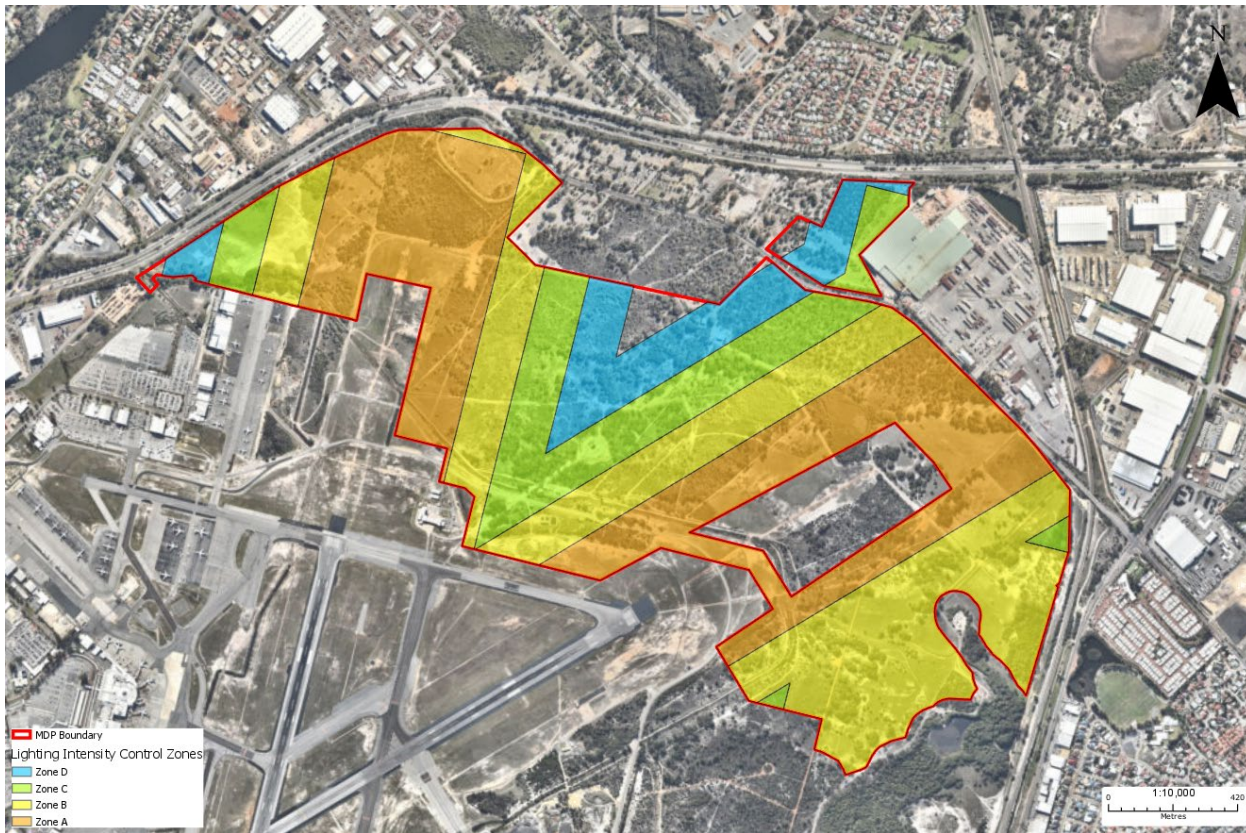 N
MDP Boundary
Lighting Intensity Control Zones
Zone D
Zone C
Zone B
Zone A
1:10,000
0 420
Metres